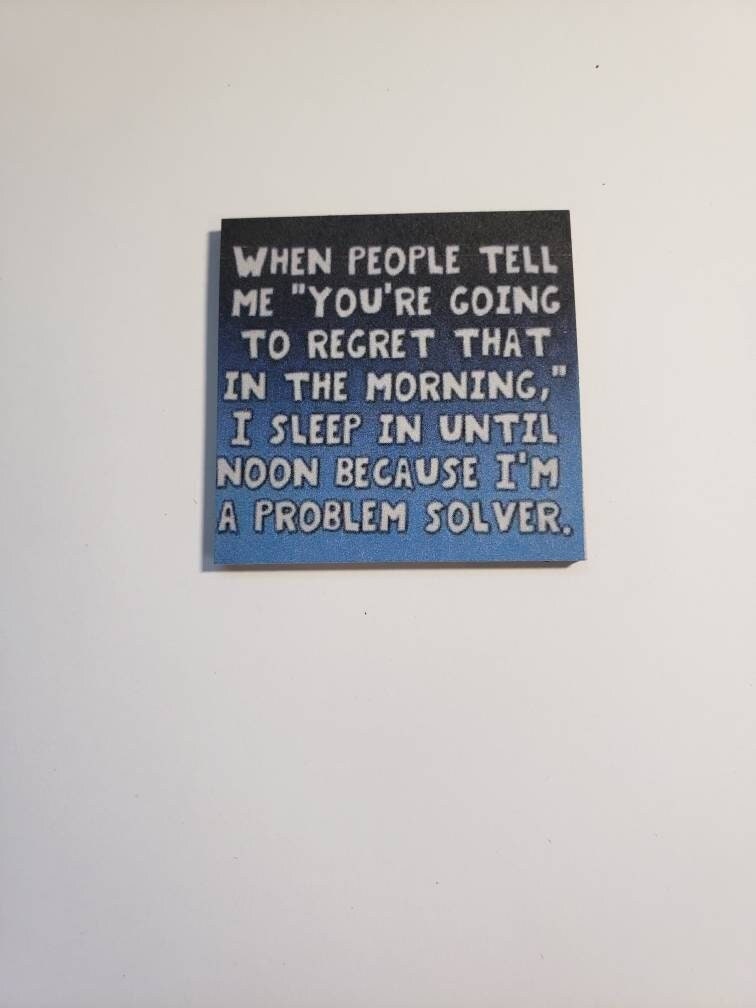 WHEN PEOPLE TELL
ME "YOU'RE GOING
TO REGRET THAT
IN THE MORNING,"
I SLEEP IN UNTIL
NOON BECAUSE I'M
A PROBLEM SOLVER.